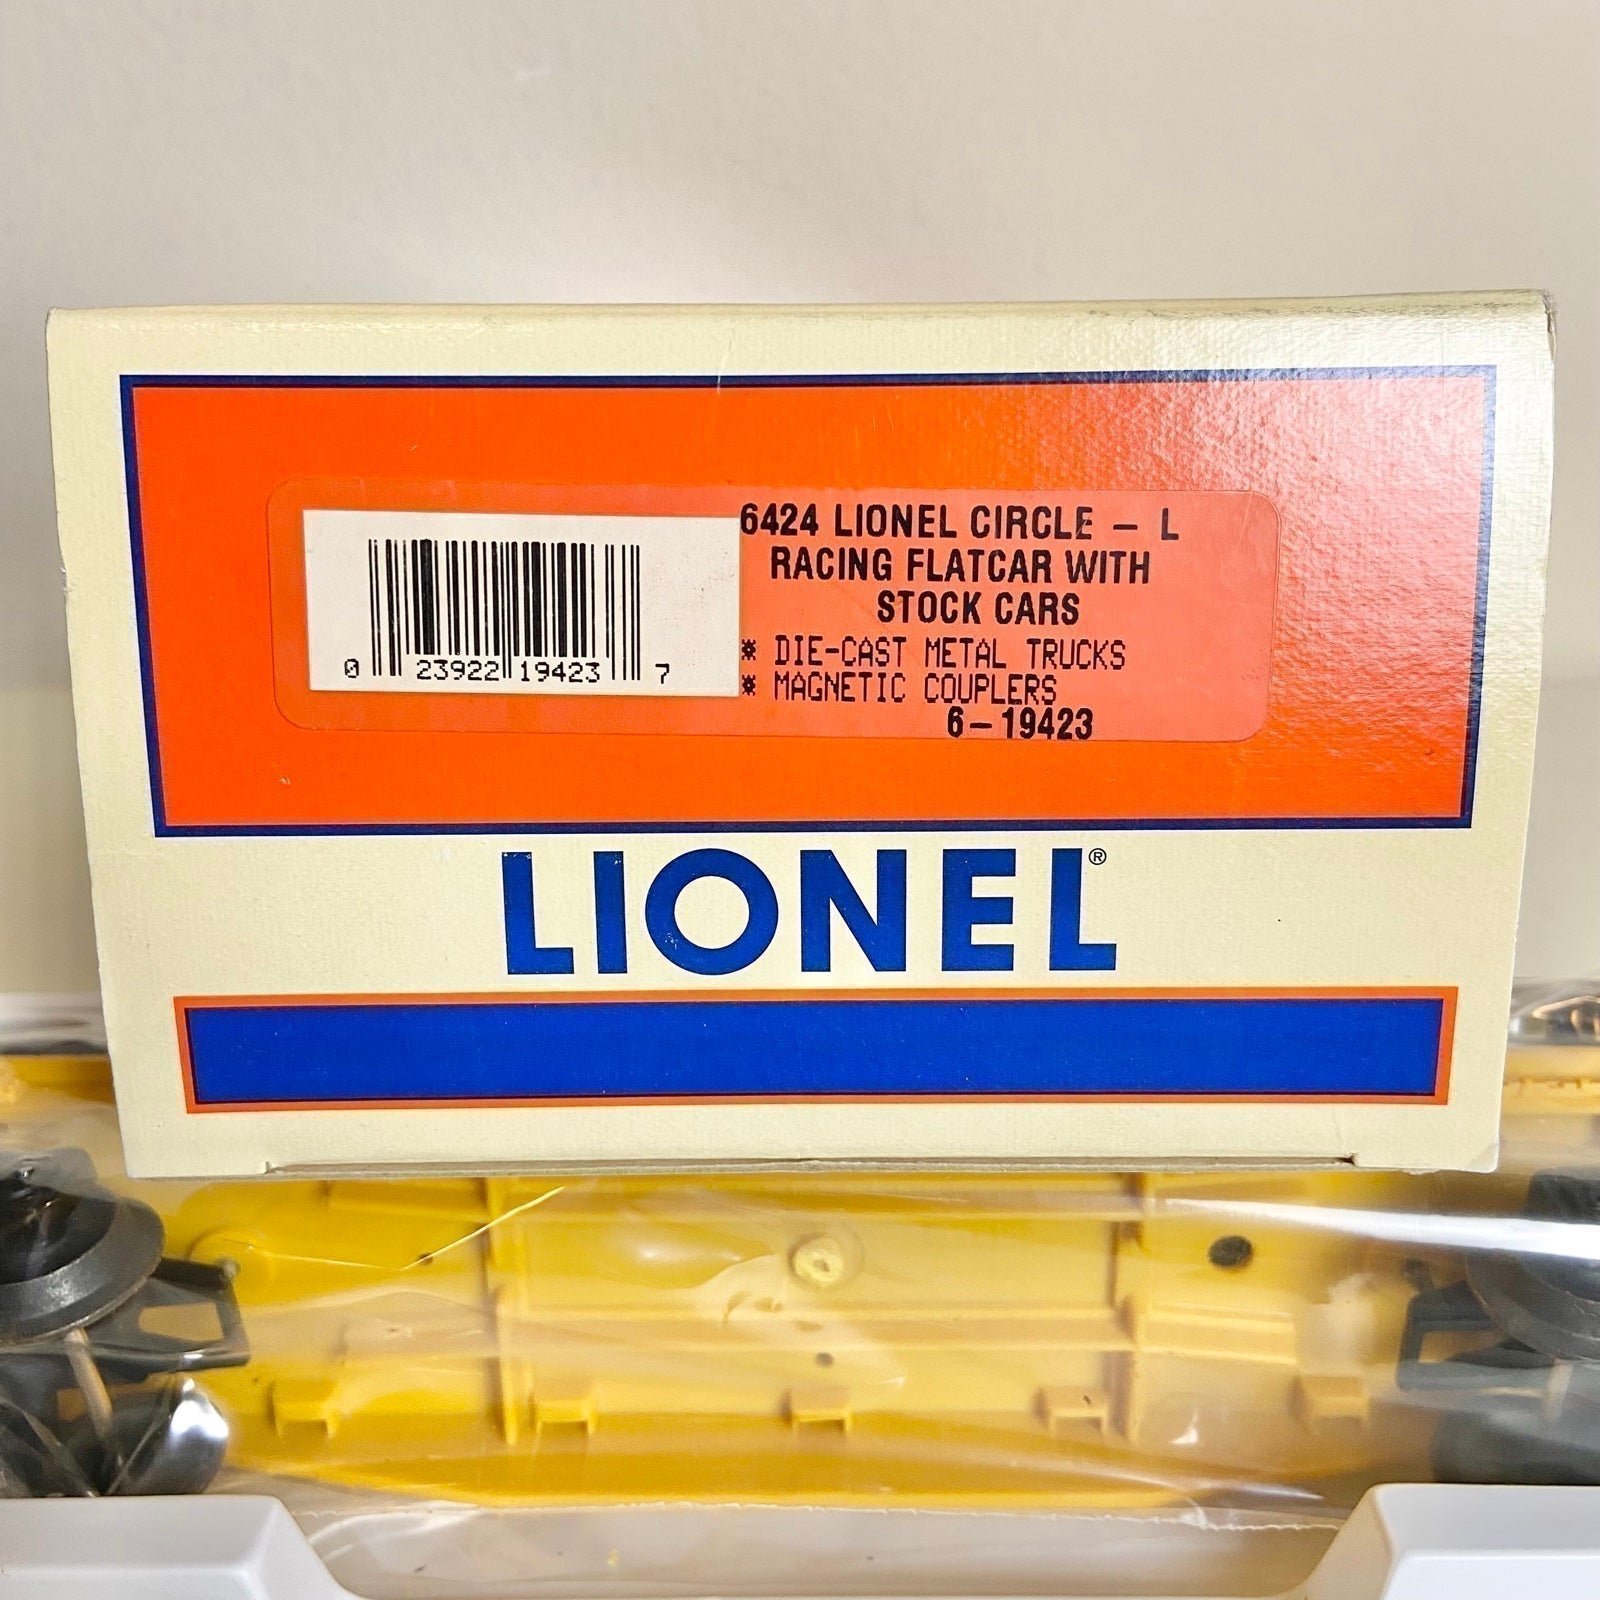 6424 LIONEL CIRCLE – L
RACING FLATCAR WITH
STOCK CARS
* DIE-CAST METAL TRUCKS
* MAGNETIC COUPLERS
6–19423
0 23922 19423 7
LIONEL®